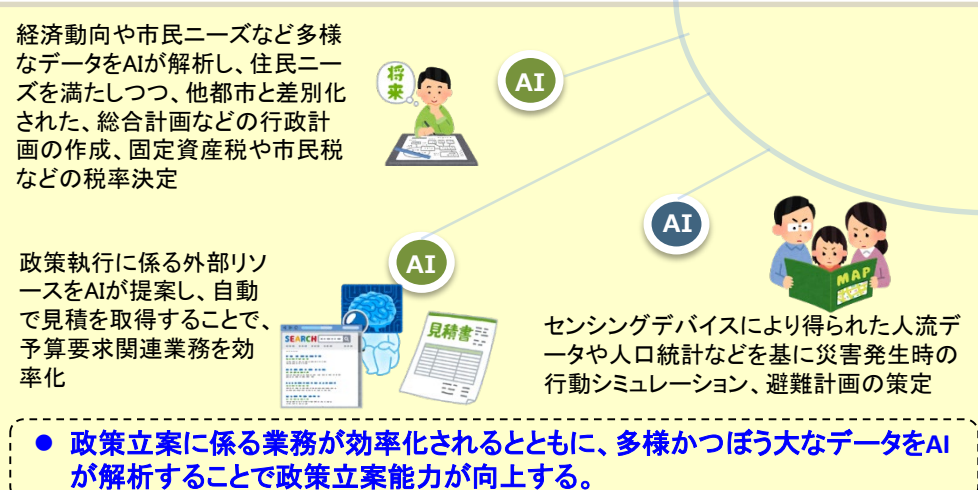 経済動向や市民ニーズなど多様
なデータをAIが解析し、住民ニー
ズを満たしつつ、他都市と差別化
された、総合計画などの行政計
画の作成、固定資産税や市民税
などの税率決定
将来
AI
AI
AI
MAP
政策執行に係る外部リソ
ースをAIが提案し、自動
で見積を取得することで、
予算要求関連業務を効
率化
SEARCH
見積書
センシングデバイスにより得られた人流デ
ータや人口統計などを基に災害発生時の
行動シミュレーション、避難計画の策定
● 政策立案に係る業務が効率化されるとともに、多様かつぼう大なデータをAI
が解析することで政策立案能力が向上する。